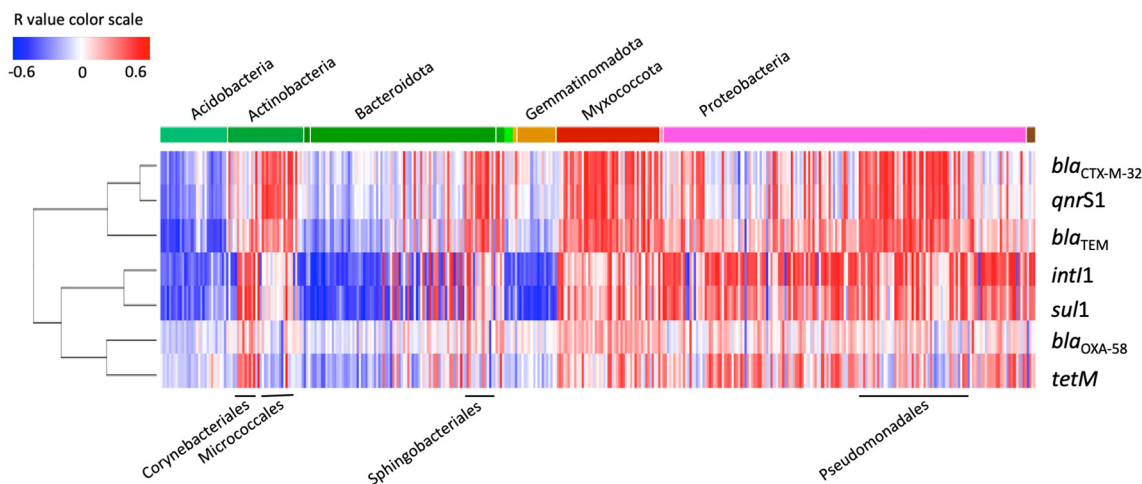 R value color scale
-0.6 0 0.6
Acidobacteria
Actinobacteria
Bacteroidota
Gemmatinomadota
Myxoccota
Proteobacteria
blaCTX-M-32
qnrS1
blaTEM
intI1
sul1
blaOXA-58
tetM
Corynebacteriales
Micrococcales
Sphingobacteriales
Pseudomonadales